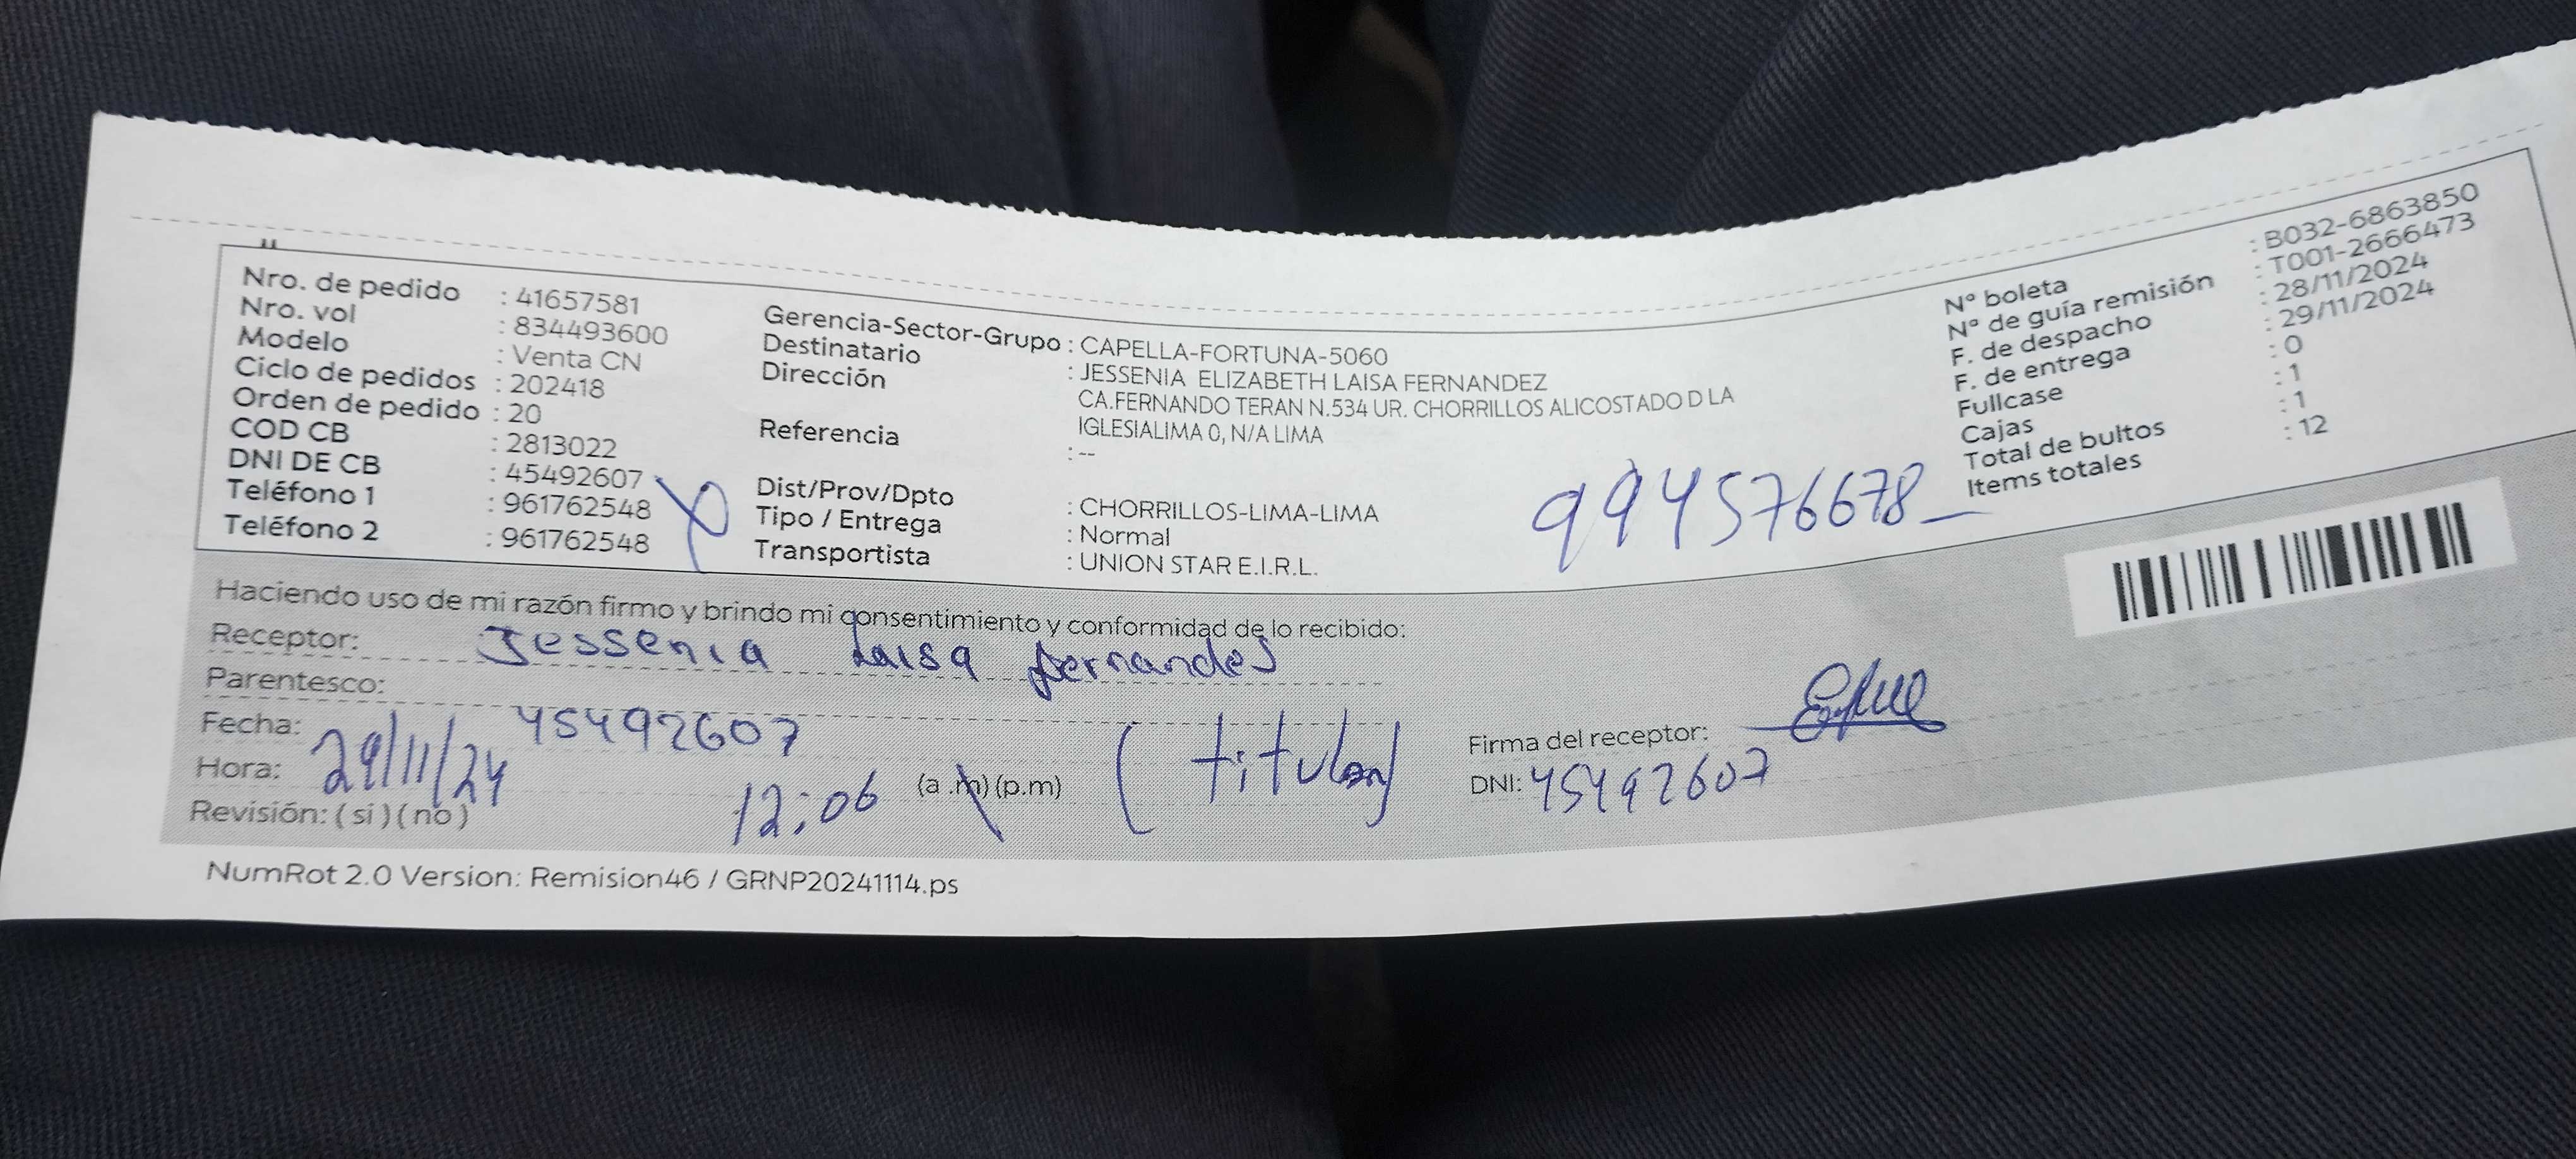 Nro. de pedido : 41657581
Nro. vol : 834493600
Modelo : Venta CN
Ciclo de pedidos : 202418
Orden de pedido : 20
COD CB : 2813022
DNI DE CB : 45492607
Teléfono 1 : 961762548
Teléfono 2 : 961762548
Gerencia-Sector-Grupo : CAPELLA-FORTUNA-5060
Destinatario : JESSENIA ELIZABETH LAISA FERNANDEZ
Dirección CA.FERNANDO TERAN N.534 UR. CHORRILLOS ALICOSTADO D LA
IGLESIALIMA 0, N/A LIMA
Referencia : --
Dist/Prov/Dpto : CHORRILLOS-LIMA-LIMA
Tipo / Entrega : Normal
Transportista : UNION STAR E.I.R.L.
994576678
N° boleta : B032-6863850
N° de guía remisión : T001-2666473
F. de despacho : 28/11/2024
F. de entrega : 29/11/2024
Fullcase : 0
Cajas : 1
Total de bultos : 1
Items totales : 12
Haciendo uso de mi razón firmo y brindo mi consentimiento y conformidad de lo recibido:
Receptor: Jessenia Laisa fernandes
Parentesco:
45492607
Fecha: 29/11/24
Hora: 12:06 (a .m) (p.m)
(titular)
Revisión: ( si ) ( no )
Firma del receptor:
DNI: 45492607
NumRot 2.0 Version: Remision46 / GRNP20241114.ps